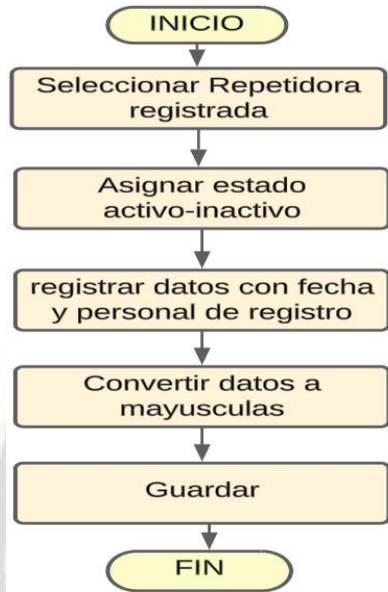 INICIO
Seleccionar Repetidora
registrada
Asignar estado
activo-inactivo
registrar datos con fecha
y personal de registro
Convertir datos a
mayusculas
Guardar
FIN